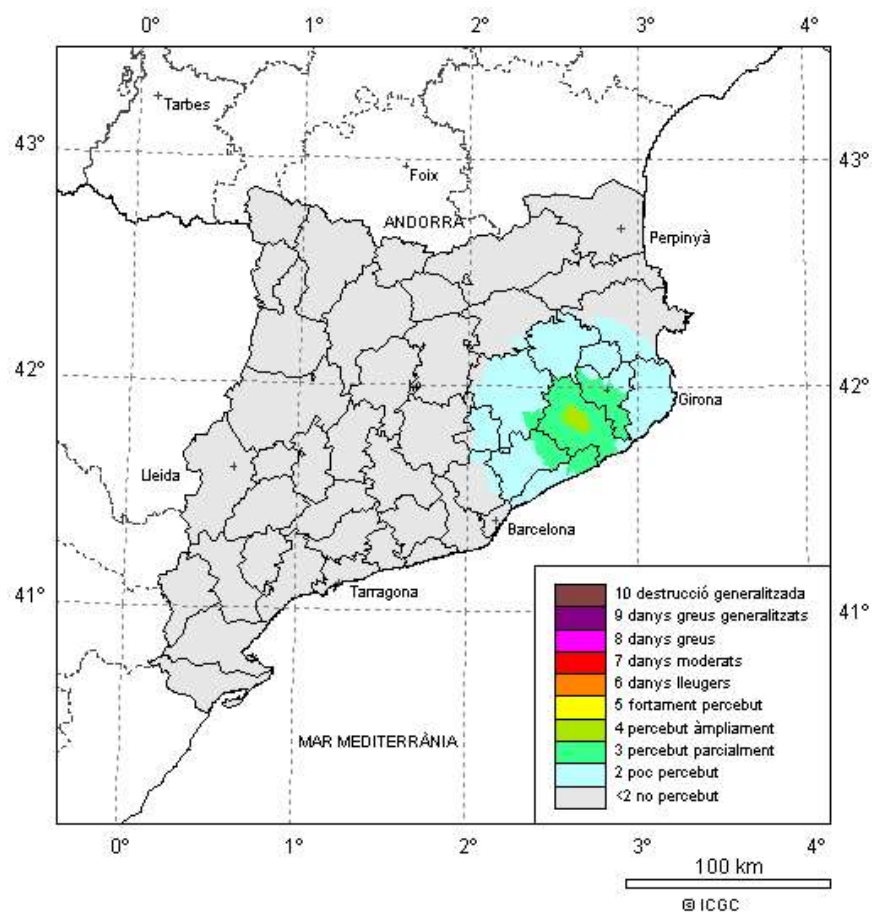 0° 1° 2° 3° 4°
Tarbes
43° 43°
Foix
ANDORRA
Perpinyà
42° 42°
Girona
Lleida
Barcelona
41° 41°
Tarragona
10 destrucció generalitzada
9 danys greus generalitzats
8 danys greus
7 danys moderats
6 danys lleugers
5 fortament percebut
4 percebut àmpliament
3 percebut parcialment
2 poc percebut
<2 no percebut
MAR MEDITERRÀNIA
0° 1° 2° 3° 4°
100 km
© ICGC